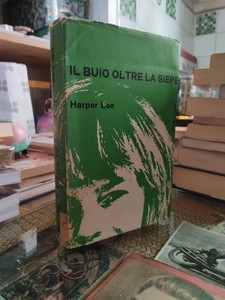 IL BUIO OLTRE LA SIEPE
Harper Lee